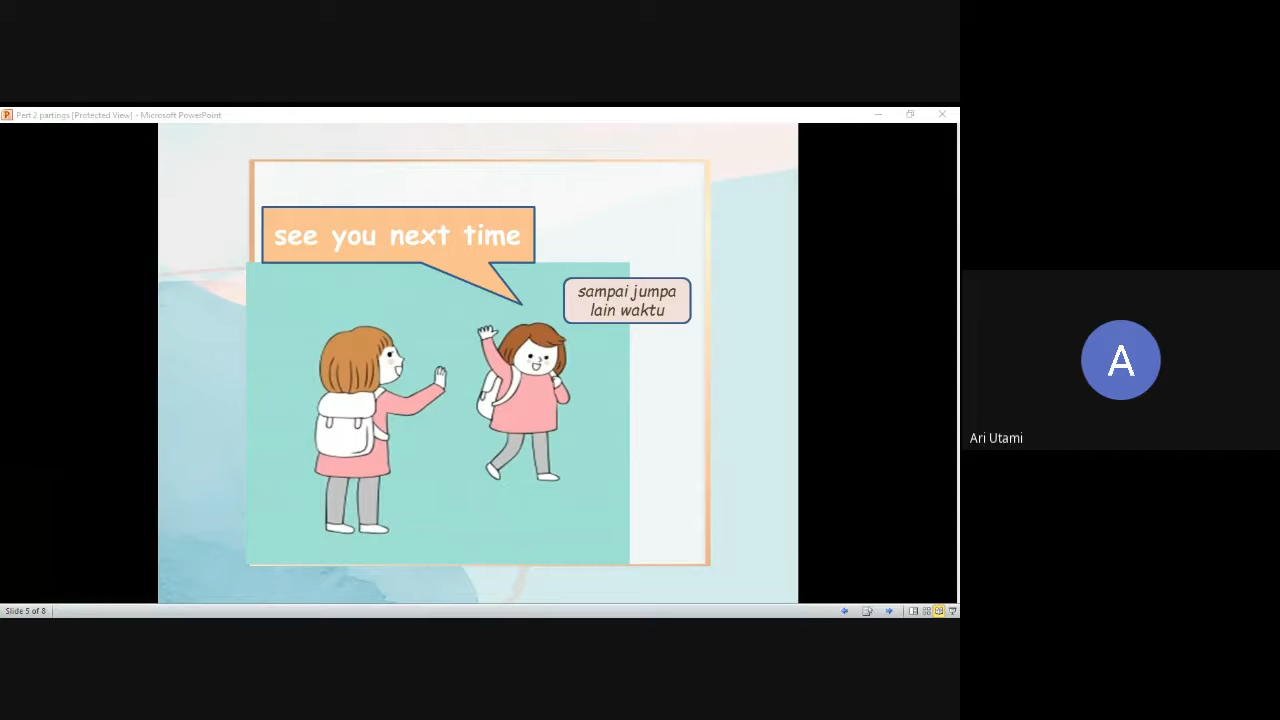 Pert 2 partings [Protected View] - Microsoft PowerPoint
see you next time
sampai jumpa
lain waktu
A
Ari Utami
Slide 5 of 8